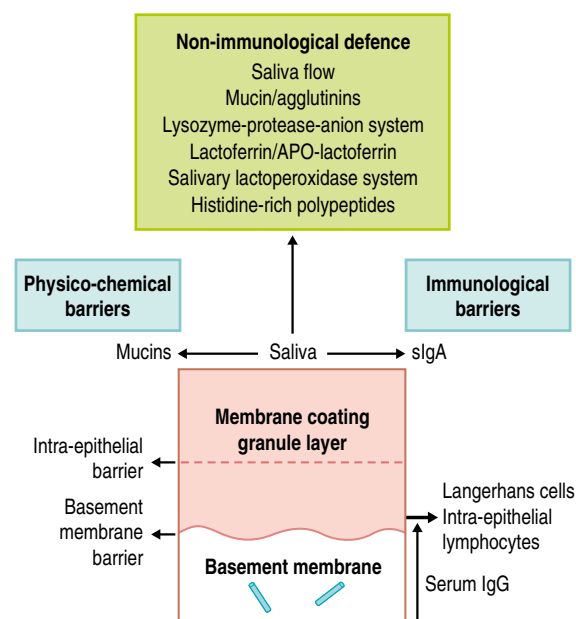 Non-immunological defence
Saliva flow
Mucin/agglutinins
Lysozyme-protease-anion system
Lactoferrin/APO-lactoferrin
Salivary lactoperoxidase system
Histidine-rich polypeptides
Physico-chemical
barriers
Immunological
barriers
Mucins
Saliva
sIgA
Membrane coating
granule layer
Intra-epithelial
barrier
Basement
membrane
barrier
Langerhans cells
Intra-epithelial
lymphocytes
Basement membrane
Serum IgG